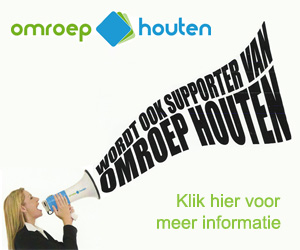 omroep houten
WORDT OOK SUPPORTER VAN
OMROEP HOUTEN
Klik hier voor
meer informatie